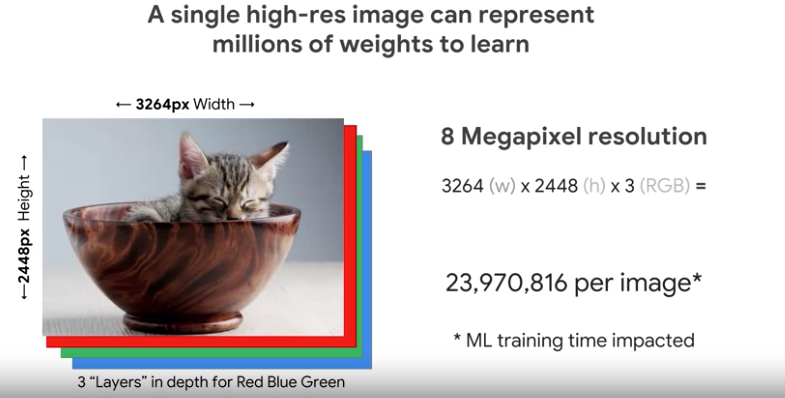 A single high-res image can represent
millions of weights to learn
← 3264px Width →
←2448px Height →
8 Megapixel resolution
3264 (w) x 2448 (h) x 3 (RGB) =
23,970,816 per image*
* ML training time impacted
3 “Layers” in depth for Red Blue Green